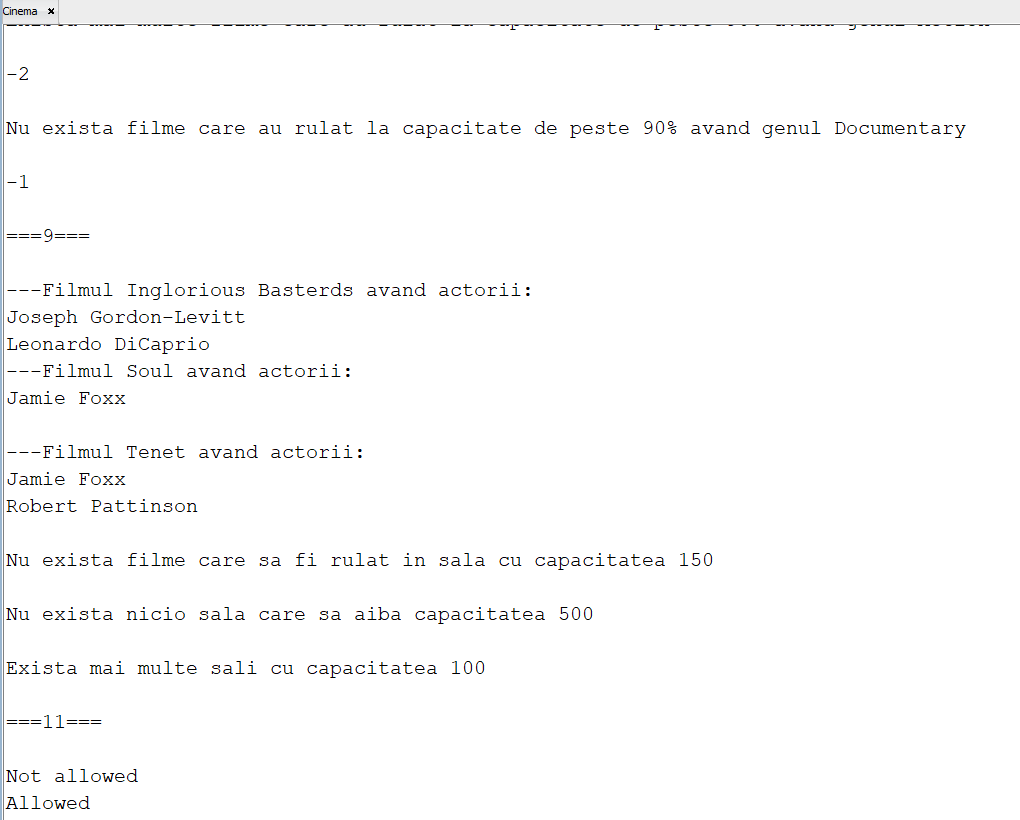 Cinema ×
-2
Nu exista filme care au rulat la capacitate de peste 90% avand genul Documentary
-1
===9===
---Filmul Inglorious Basterds avand actorii:
Joseph Gordon-Levitt
Leonardo DiCaprio
---Filmul Soul avand actorii:
Jamie Foxx
---Filmul Tenet avand actorii:
Jamie Foxx
Robert Pattinson
Nu exista filme care sa fi rulat in sala cu capacitatea 150
Nu exista nicio sala care sa aiba capacitatea 500
Exista mai multe sali cu capacitatea 100
===11===
Not allowed
Allowed